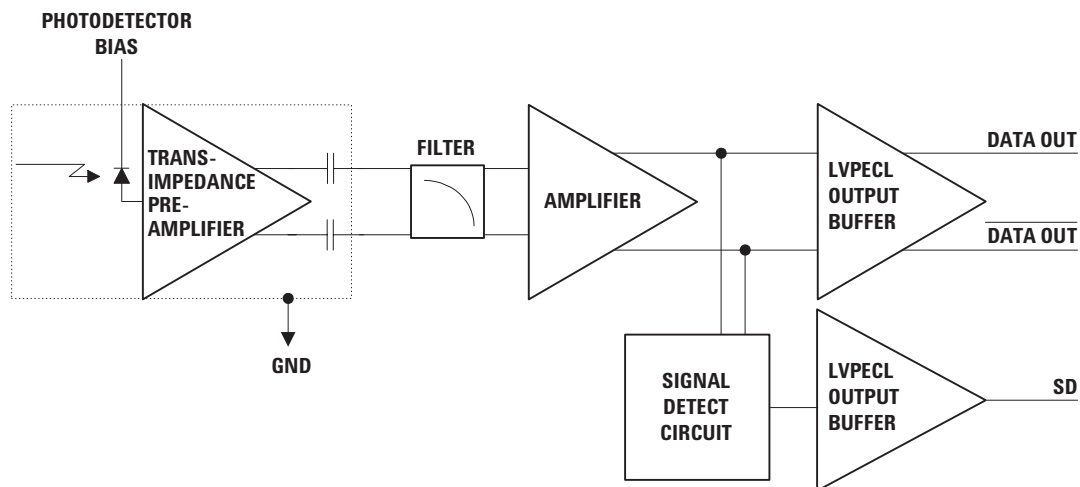 PHOTODETECTOR
BIAS
TRANS-
IMPEDANCE
PRE-
AMPLIFIER
GND
FILTER
AMPLIFIER
LVPECL
OUTPUT
BUFFER
DATA OUT
DATA OUT
SIGNAL
DETECT
CIRCUIT
LVPECL
OUTPUT
BUFFER
SD